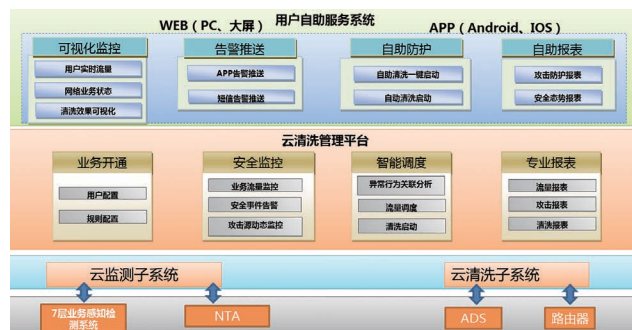 用户自助服务系统
WEB（PC、大屏）
APP（Android、IOS）
可视化监控
告警推送
自助防护
自助报表
用户实时流量
APP告警推送
自助清洗一键启动
攻击防护报表
网络业务状态
短信告警推送
自动清洗启动
安全态势报表
清洗效果可视化
云清洗管理平台
业务开通
安全监控
智能调度
专业报表
用户配置
业务流量监控
异常行为关联分析
流量报表
规则配置
安全事件告警
流量调度
攻击报表
攻击源动态监控
清洗启动
清洗报表
云监测子系统
云清洗子系统
7层业务感知检
测系统
NTA
ADS
路由器